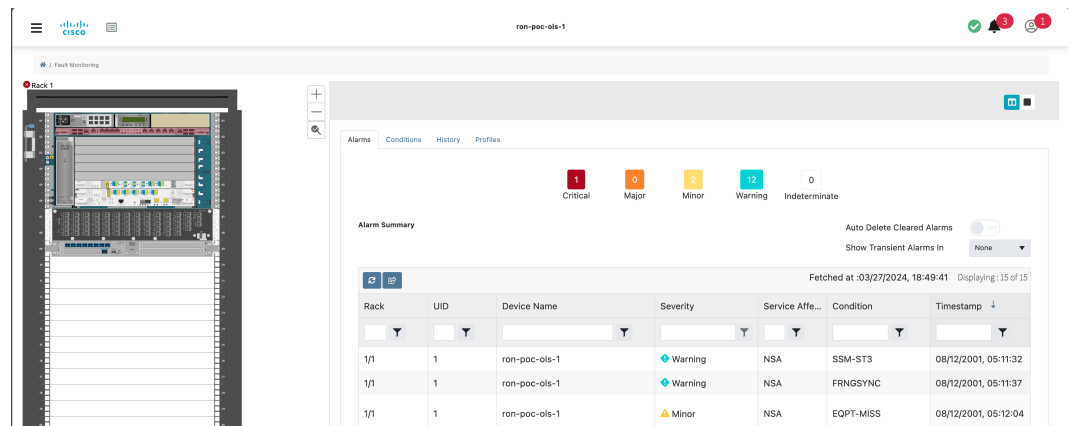 cisco
ron-poc-ols-1
3
1
/ Fault Monitoring
Rack 1
Alarms Conditions History Profiles
1 0 2 12 0
Critical Major Minor Warning Indeterminate
Alarm Summary
Auto Delete Cleared Alarms OFF
Show Transient Alarms In None
Fetched at :03/27/2024, 18:49:41 Displaying : 15 of 15
Rack UID Device Name Severity Service Affe... Condition Timestamp
1/1 1 ron-poc-ols-1 Warning NSA SSM-ST3 08/12/2001, 05:11:32
1/1 1 ron-poc-ols-1 Warning NSA FRNGSYNC 08/12/2001, 05:11:37
1/1 1 ron-poc-ols-1 Minor NSA EQPT-MISS 08/12/2001, 05:12:04